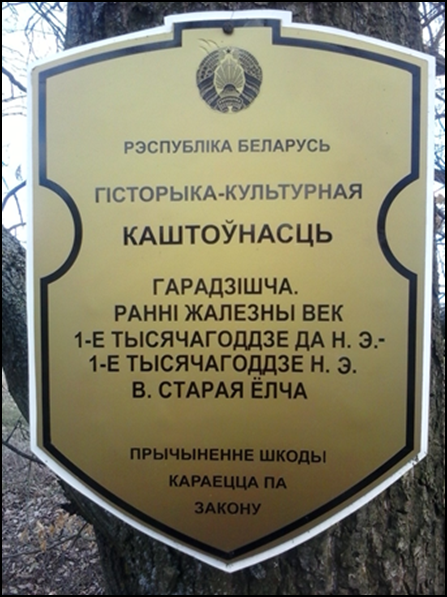 РЭСПУБЛІКА БЕЛАРУСЬ
ГІСТОРЫКА-КУЛЬТУРНАЯ
КАШТОЎНАСЦЬ
ГАРАДЗІШЧА.
РАННІ ЖАЛЕЗНЫ ВЕК
1-Е ТЫСЯЧАГОДДЗЕ ДА Н. Э.-
1-Е ТЫСЯЧАГОДДЗЕ Н. Э.
В. СТАРАЯ ЁЛЧА
ПРЫЧЫНЕННЕ ШКОДЫ
КАРАЕЦЦА ПА
ЗАКОНУ